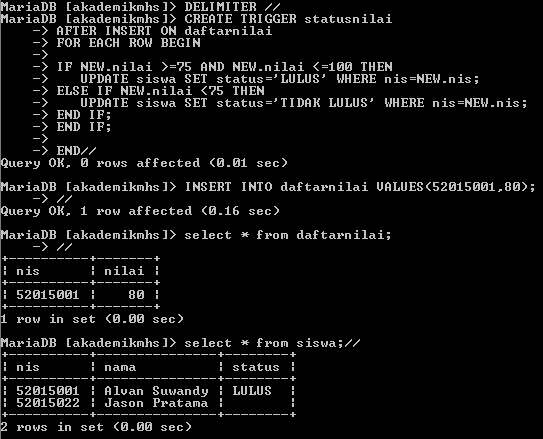 MariaDB [akademikmhs]> DELIMITER //
MariaDB [akademikmhs]> CREATE TRIGGER statusnilai
    -> AFTER INSERT ON daftarnilai
    -> FOR EACH ROW BEGIN
    ->
    -> IF NEW.nilai >=75 AND NEW.nilai <=100 THEN
    ->    UPDATE siswa SET status='LULUS' WHERE nis=NEW.nis;
    -> ELSE IF NEW.nilai <75 THEN
    ->    UPDATE siswa SET status='TIDAK LULUS' WHERE nis=NEW.nis;
    -> END IF;
    -> END IF;
    ->
    -> END//
Query OK, 0 rows affected (0.01 sec)

MariaDB [akademikmhs]> INSERT INTO daftarnilai VALUES(52015001,80);
    -> //
Query OK, 1 row affected (0.16 sec)

MariaDB [akademikmhs]> select * from daftarnilai;
    -> //
+----------+-------+
| nis      | nilai |
+----------+-------+
| 52015001 |    80 |
+----------+-------+
1 row in set (0.00 sec)

MariaDB [akademikmhs]> select * from siswa;//
+----------+---------------+--------+
| nis      | nama          | status |
+----------+---------------+--------+
| 52015001 | Alvan Suwandy | LULUS  |
| 52015022 | Jason Pratama |        |
+----------+---------------+--------+
2 rows in set (0.00 sec)